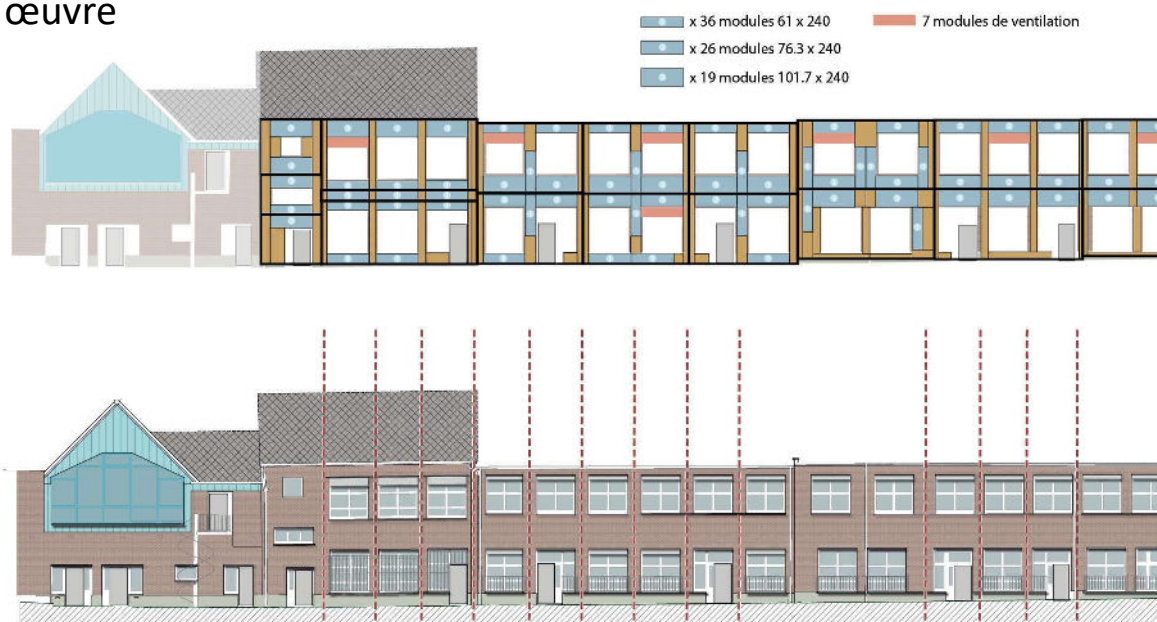 œuvre
x 36 modules 61 x 240
7 modules de ventilation
x 26 modules 76.3 x 240
x 19 modules 101.7 x 240